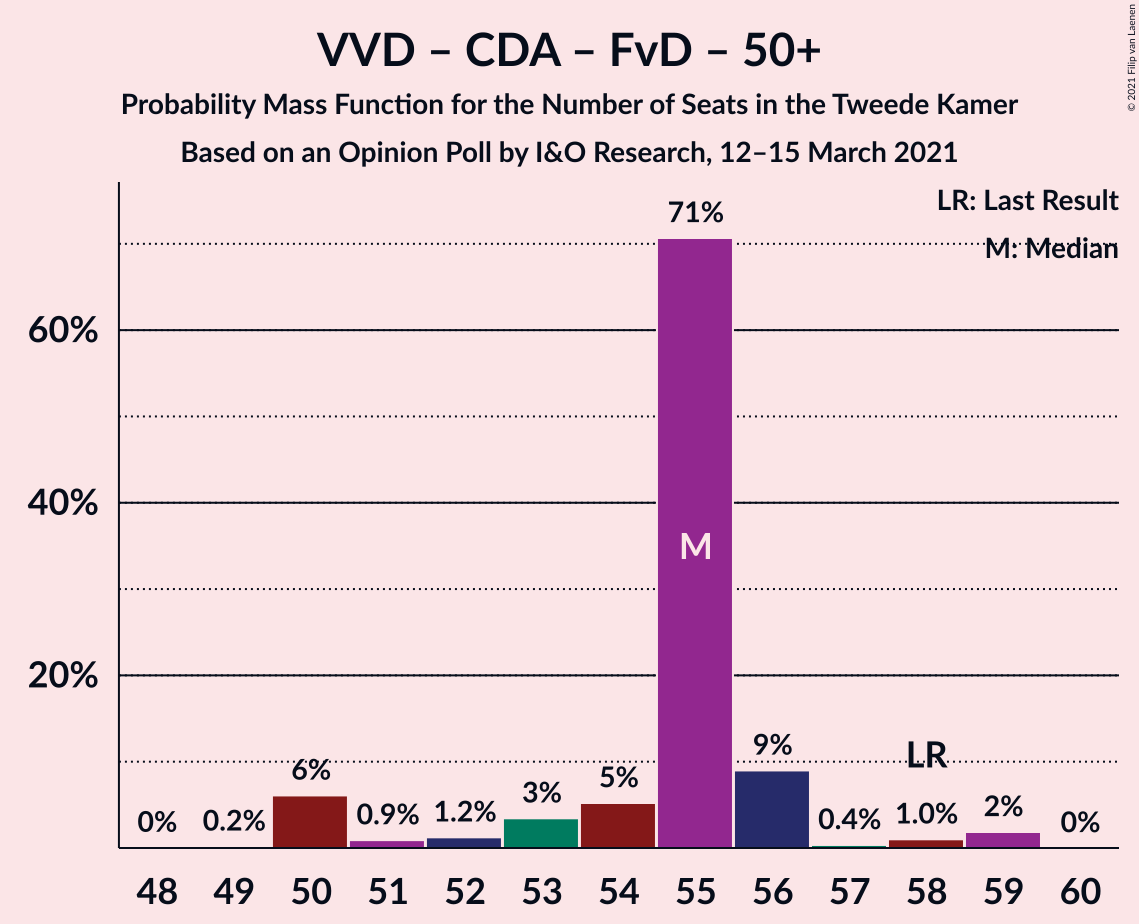 VVD – CDA – FvD – 50+
Probability Mass Function for the Number of Seats in the Tweede Kamer
Based on an Opinion Poll by I&O Research, 12–15 March 2021
© 2021 Filip van Laenen
LR: Last Result
M: Median
60%
40%
20%
0%
0.2%
6%
0.9%
1.2%
3%
5%
71%
M
9%
0.4%
LR
1.0%
2%
0%
48 49 50 51 52 53 54 55 56 57 58 59 60